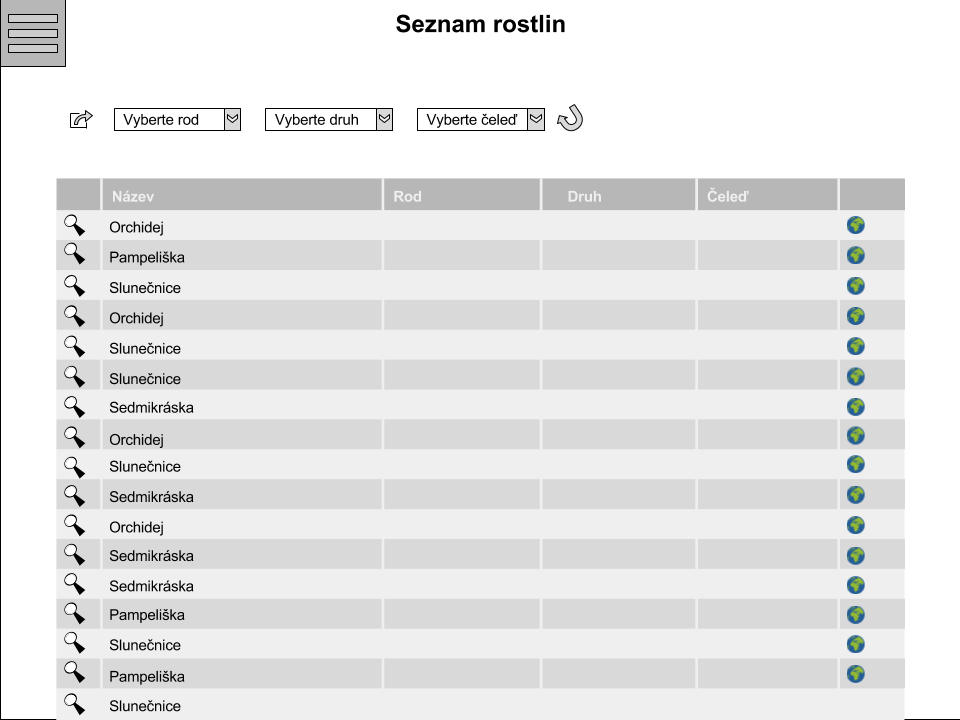 Seznam rostlin
Vyberte rod Vyberte druh Vyberte čeleď
Název Rod Druh Čeleď
Orchidej
Pampeliška
Slunečnice
Orchidej
Slunečnice
Slunečnice
Sedmikráska
Orchidej
Slunečnice
Sedmikráska
Orchidej
Sedmikráska
Sedmikráska
Pampeliška
Slunečnice
Pampeliška
Slunečnice